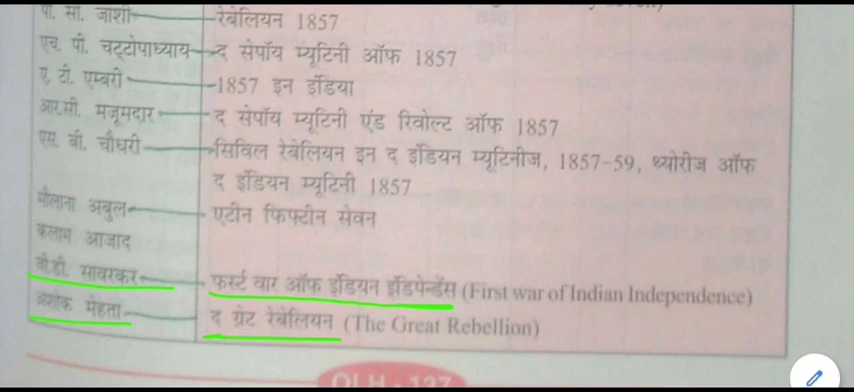 पी. सी. जोशी रेबेलियन 1857
एच. पी. चट्टोपाध्याय द सेपॉय म्यूटिनी ऑफ 1857
ए. टी. एम्बरी 1857 इन इंडिया
आर.सी. मजूमदार द सेपॉय म्यूटिनी एंड रिवोल्ट ऑफ 1857
एस. बी. चौधरी सिविल रेबेलियन इन द इंडियन म्यूटिनीज, 1857-59, थ्योरीज ऑफ
द इंडियन म्यूटिनी 1857
मौलाना अबुल एटीन फिफ्टीन सेवन
कलाम आजाद
वी.डी. सावरकर फर्स्ट वार ऑफ इंडियन इंडिपेन्डेंस (First war of Indian Independence)
अशोक मेहता द ग्रेट रेबेलियन (The Great Rebellion)